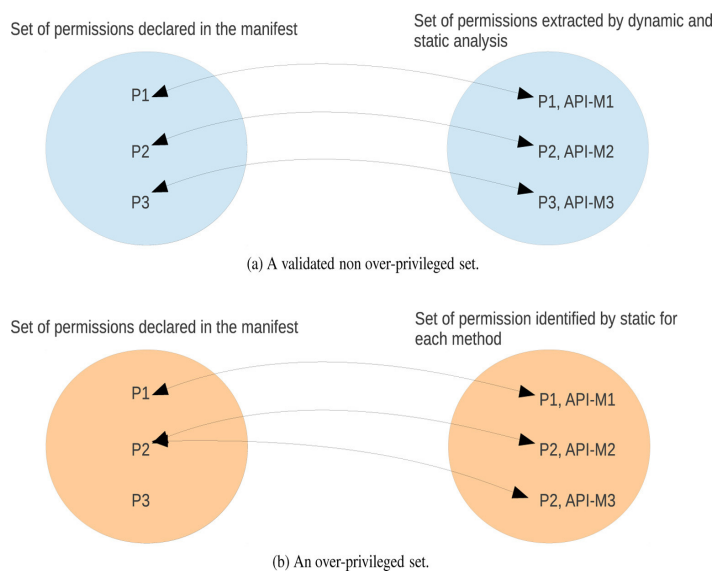 Set of permissions declared in the manifest
Set of permissions extracted by dynamic and
static analysis
P1
P2
P3
P1, API-M1
P2, API-M2
P3, API-M3
(a) A validated non over-privileged set.
Set of permissions declared in the manifest
Set of permission identified by static for
each method
P1
P2
P3
P1, API-M1
P2, API-M2
P2, API-M3
(b) An over-privileged set.